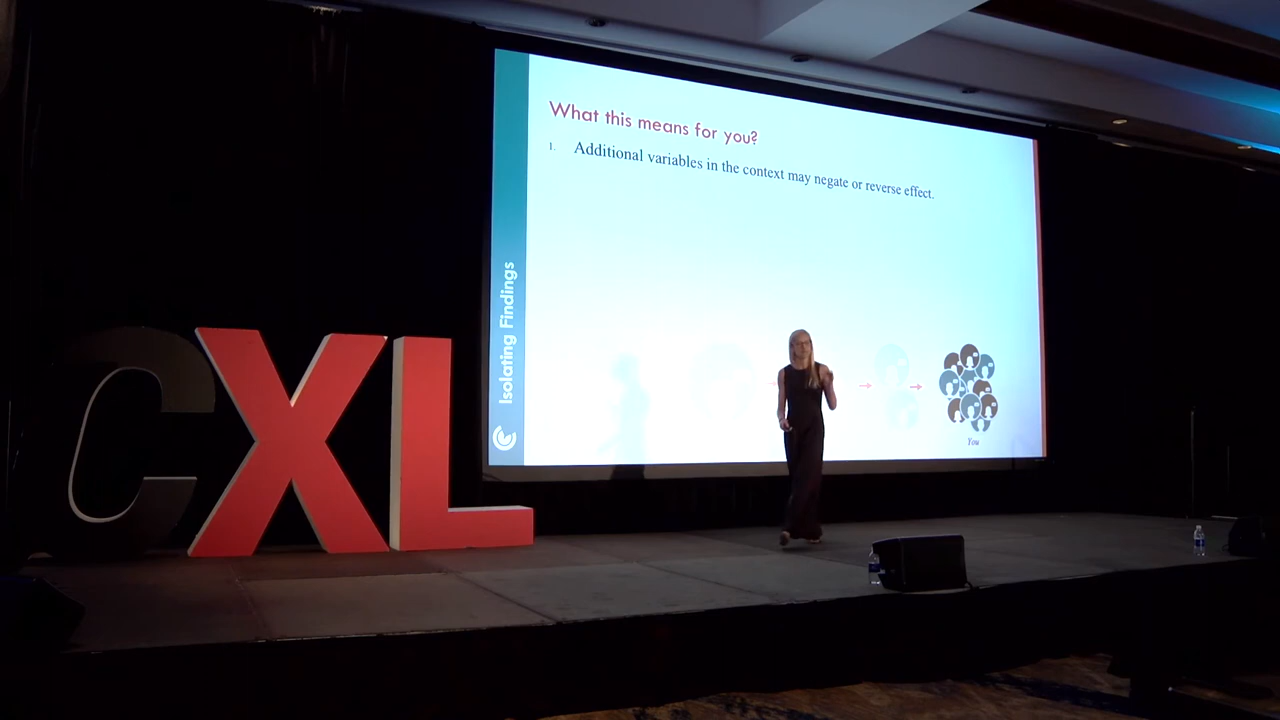 What this means for you?
1. Additional variables in the context may negate or reverse effect.
Isolating Findings
You
CXL